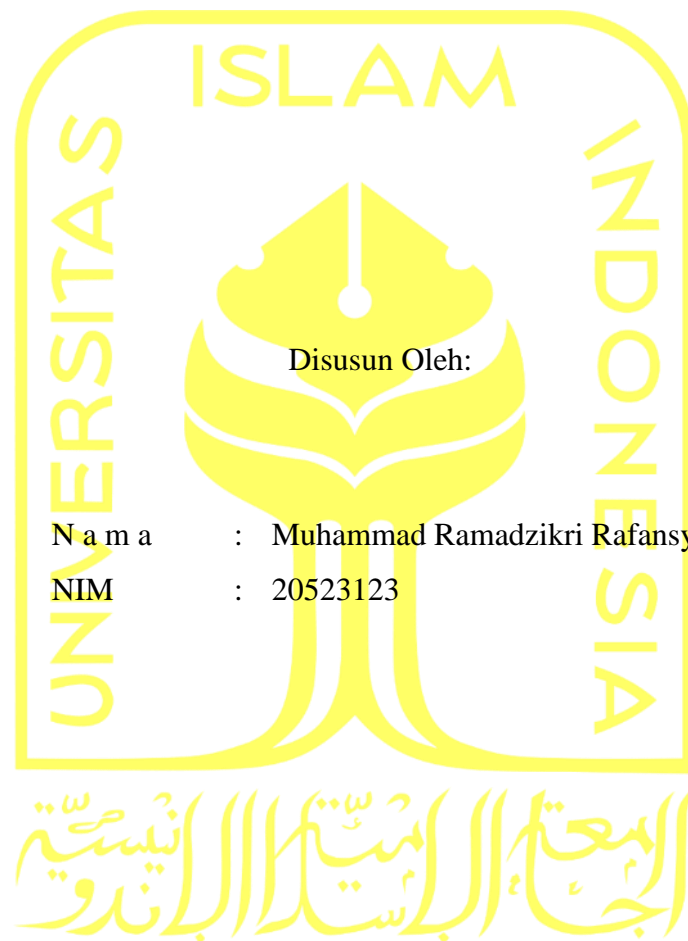 ISLAM
UNIVERSITAS
INDONESIA
Disusun Oleh:
N a m a : Muhammad Ramadzikri Rafansy
NIM : 20523123
الجامعة الإسلامية الإندونيسية